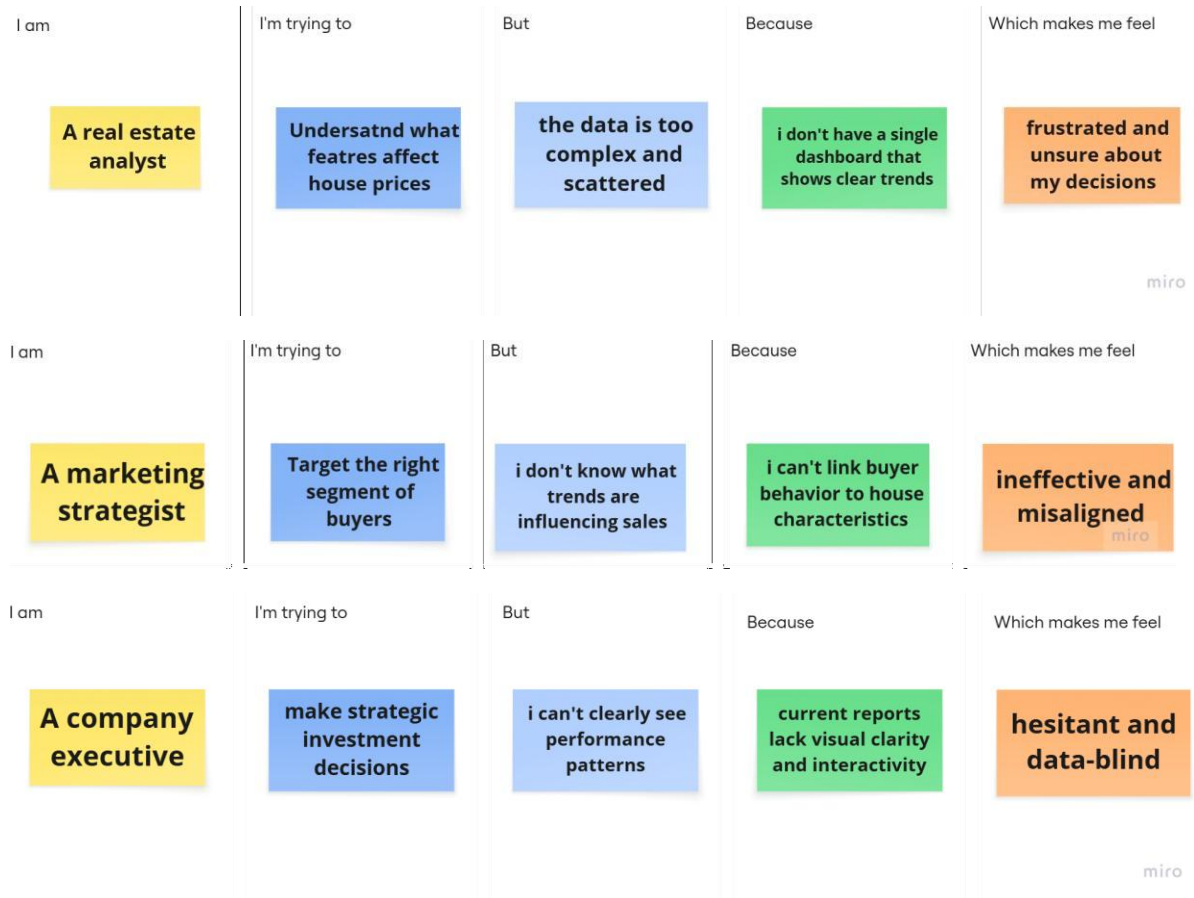 I am
I'm trying to
But
Because
Which makes me feel
A real estate
analyst
Undersatnd what
featres affect
house prices
the data is too
complex and
scattered
i don't have a single
dashboard that
shows clear trends
frustrated and
unsure about
my decisions
miro
I am
I'm trying to
But
Because
Which makes me feel
A marketing
strategist
Target the right
segment of
buyers
i don't know what
trends are
influencing sales
i can't link buyer
behavior to house
characteristics
ineffective and
misaligned
miro
I am
I'm trying to
But
Because
Which makes me feel
A company
executive
make strategic
investment
decisions
i can't clearly see
performance
patterns
current reports
lack visual clarity
and interactivity
hesitant and
data-blind
miro